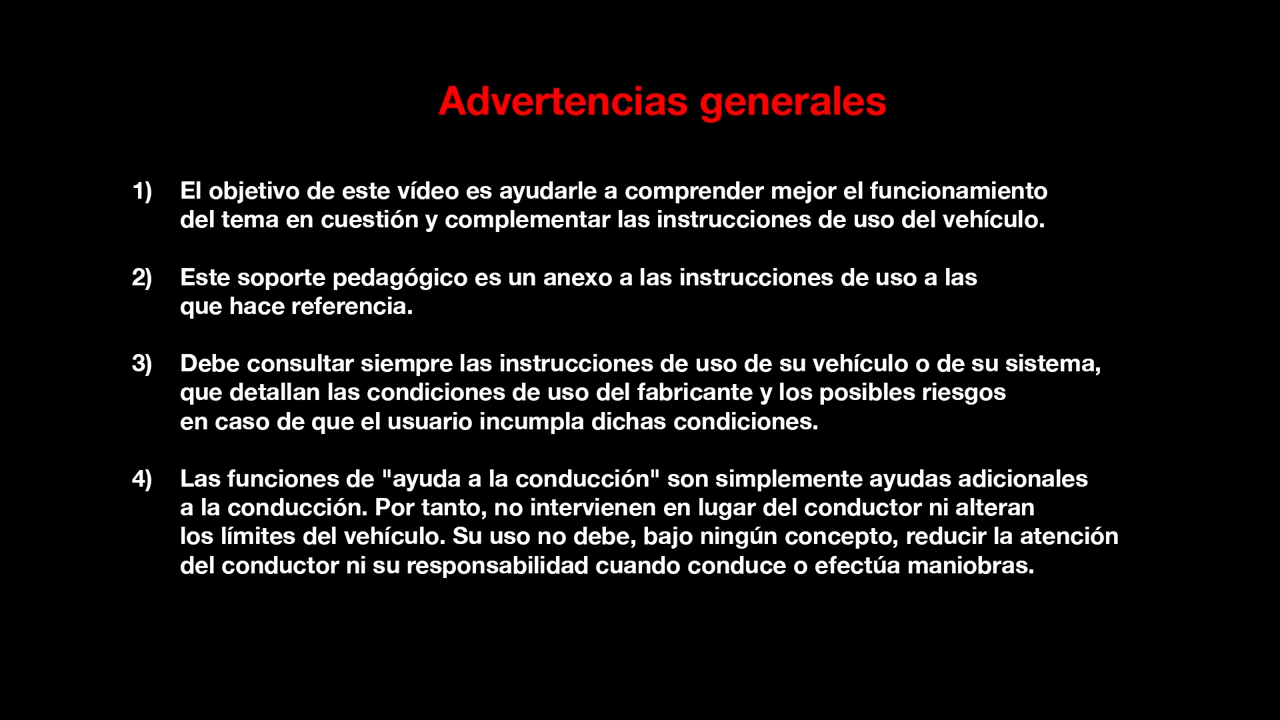 Advertencias generales
1) El objetivo de este vídeo es ayudarle a comprender mejor el funcionamiento
del tema en cuestión y complementar las instrucciones de uso del vehículo.
2) Este soporte pedagógico es un anexo a las instrucciones de uso a las
que hace referencia.
3) Debe consultar siempre las instrucciones de uso de su vehículo o de su sistema,
que detallan las condiciones de uso del fabricante y los posibles riesgos
en caso de que el usuario incumpla dichas condiciones.
4) Las funciones de "ayuda a la conducción" son simplemente ayudas adicionales
a la conducción. Por tanto, no intervienen en lugar del conductor ni alteran
los límites del vehículo. Su uso no debe, bajo ningún concepto, reducir la atención
del conductor ni su responsabilidad cuando conduce o efectúa maniobras.